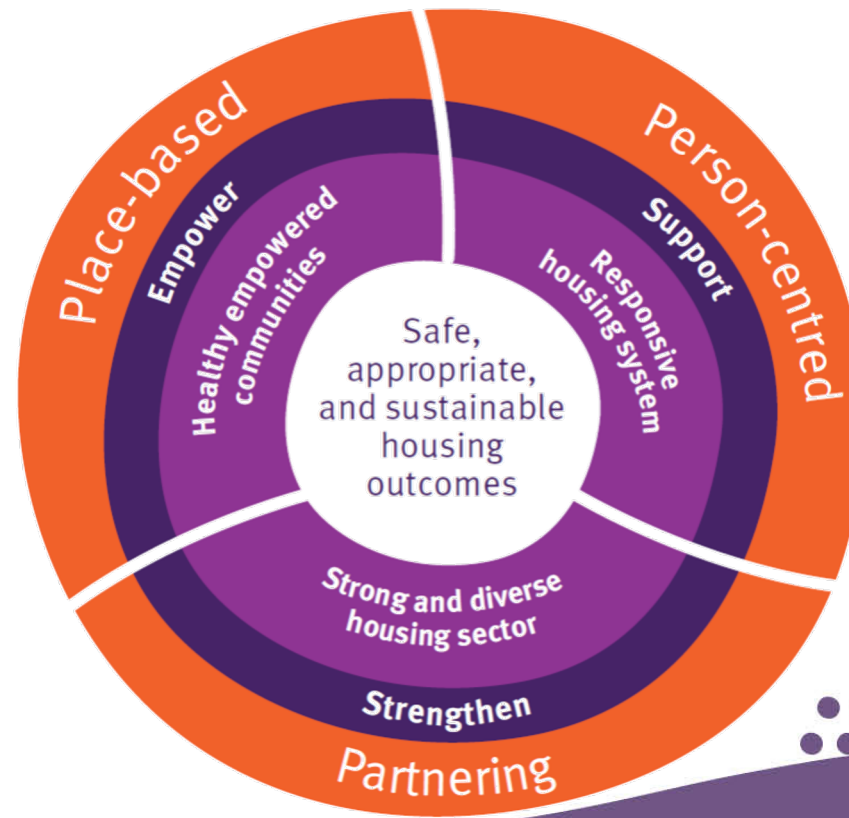 Place-based
Empower
Healthy empowered
communities
Person-centred
Support
Responsive
housing system
Safe,
appropriate,
and sustainable
housing
outcomes
Strong and diverse
housing sector
Strengthen
Partnering